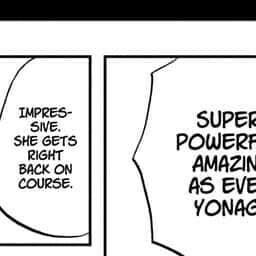 IMPRES-
SIVE.
SHE GETS
RIGHT
BACK ON
COURSE.
SUPER
POWERF
AMAZIN
AS EVE
YONAG